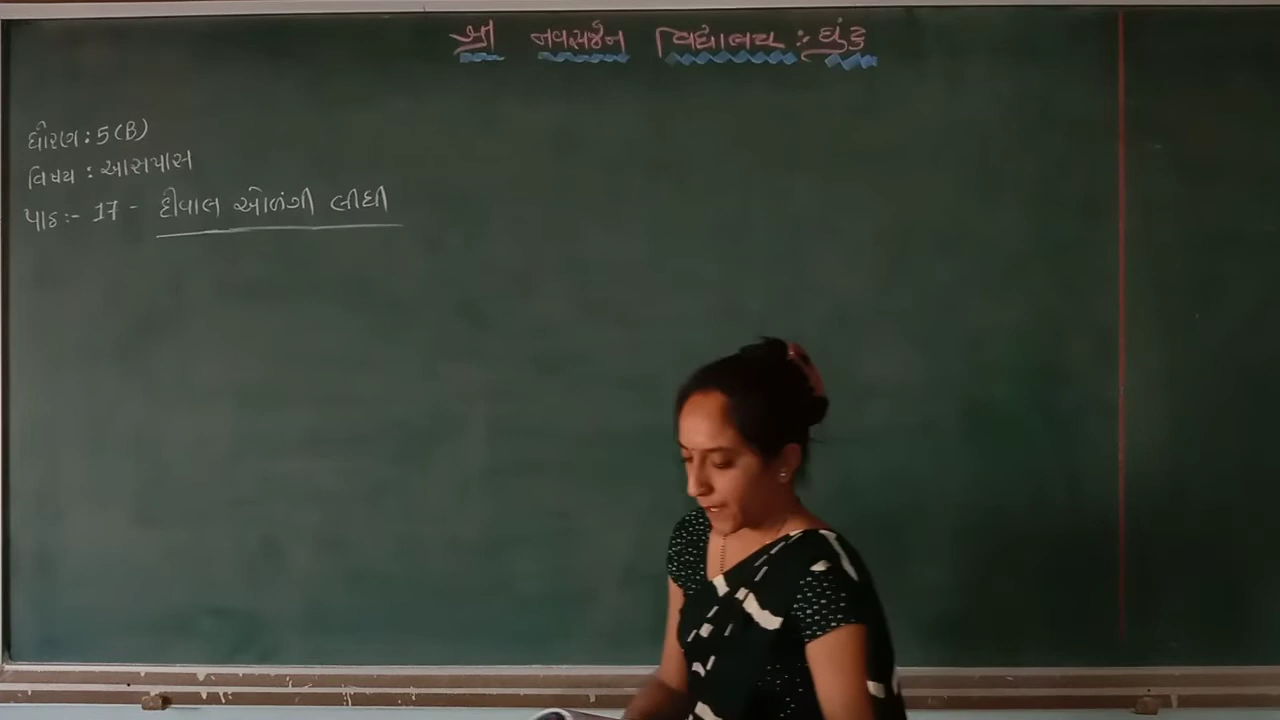 શ્રી નવસર્જન વિદ્યાલય : ઘુંટુ
ધોરણ : 5 (B)
વિષય : આસપાસ
પાઠ :- 17 - દીવાલ ઓળંગી લીધી